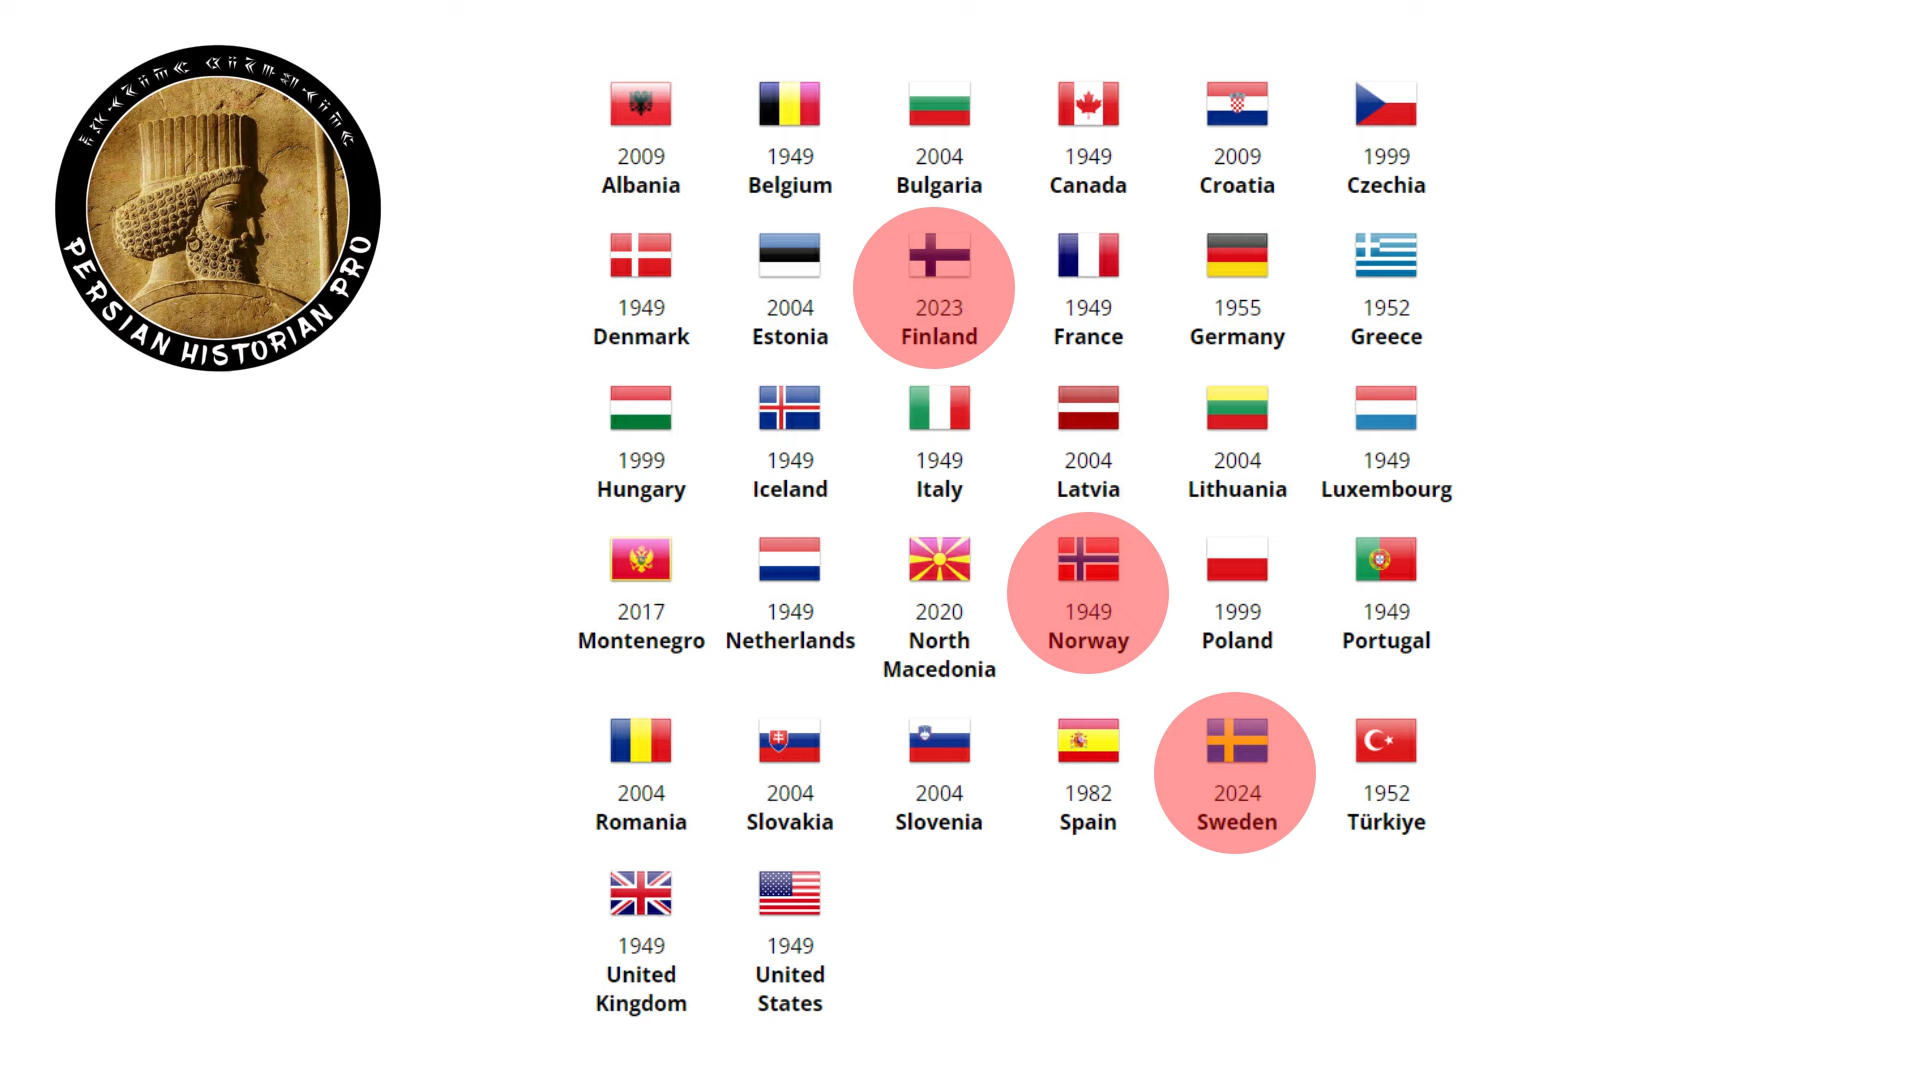 PERSIAN HISTORIAN PRO
2009 1949 2004 1949 2009 1999
Albania Belgium Bulgaria Canada Croatia Czechia
1949 2004 2023 1949 1955 1952
Denmark Estonia Finland France Germany Greece
1999 1949 1949 2004 2004 1949
Hungary Iceland Italy Latvia Lithuania Luxembourg
2017 1949 2020 1949 1999 1949
Montenegro Netherlands North Norway Poland Portugal
Macedonia
2004 2004 2004 1982 2024 1952
Romania Slovakia Slovenia Spain Sweden Türkiye
1949 1949
United United
Kingdom States